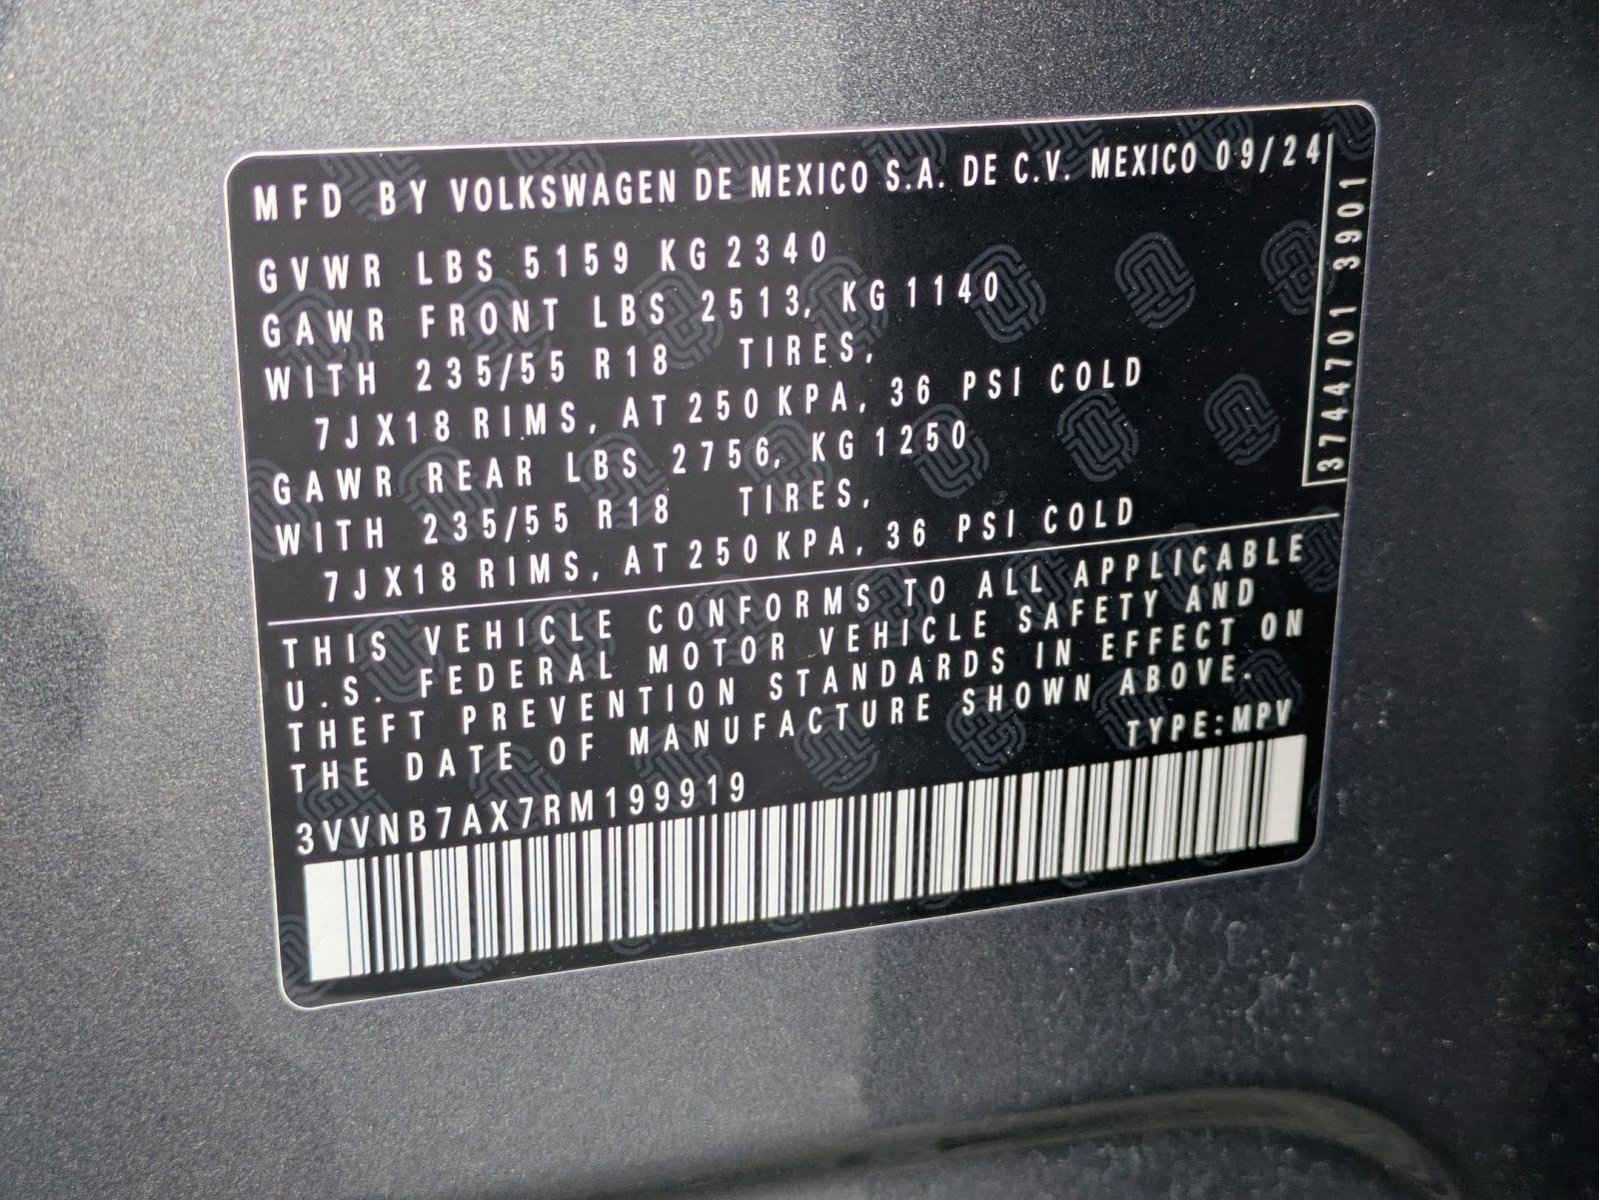 MFD BY VOLKSWAGEN DE MEXICO S.A. DE C.V. MEXICO 09/24
GVWR LBS 5159 KG 2340
GAWR FRONT LBS 2513, KG 1140
WITH 235/55 R18 TIRES,
7JX18 RIMS, AT 250 KPA, 36 PSI COLD
GAWR REAR LBS 2756, KG 1250
WITH 235/55 R18 TIRES,
7JX18 RIMS, AT 250 KPA, 36 PSI COLD
3744701 3901
THIS VEHICLE CONFORMS TO ALL APPLICABLE
U.S. FEDERAL MOTOR VEHICLE SAFETY AND
THEFT PREVENTION STANDARDS IN EFFECT ON
THE DATE OF MANUFACTURE SHOWN ABOVE.
TYPE: MPV
3VVNB7AX7RM199919